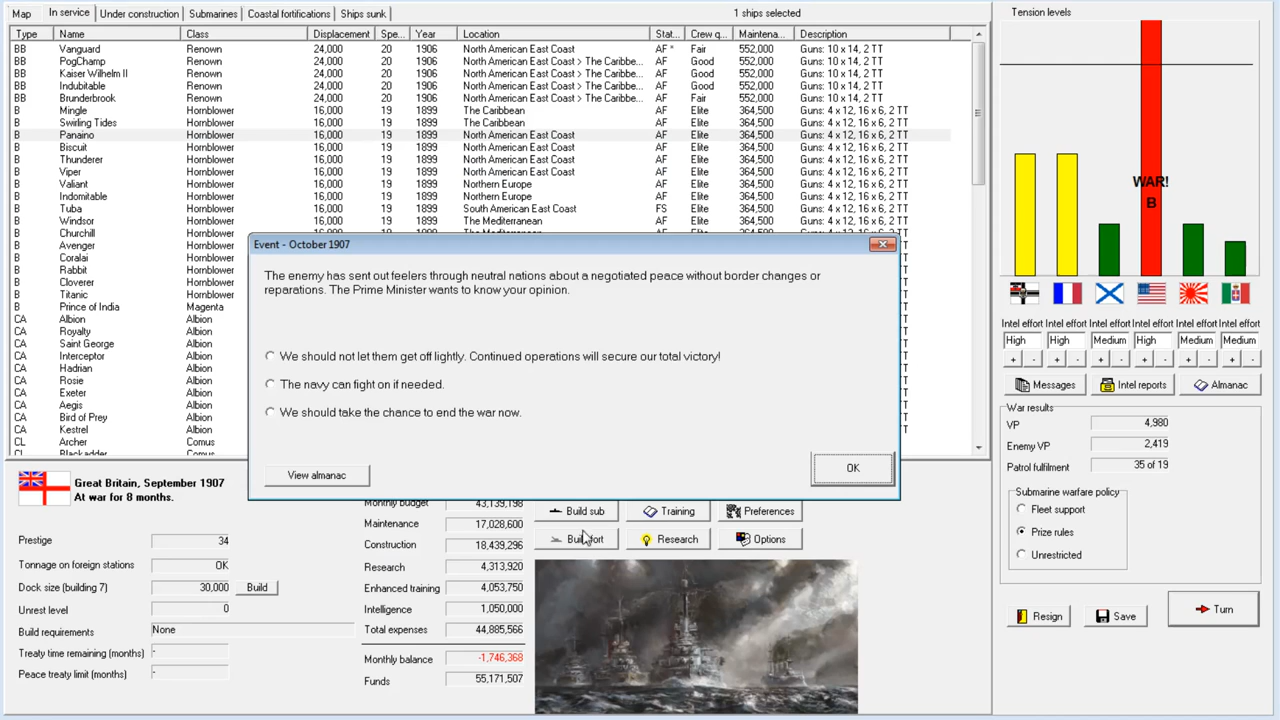 Map In service Under construction Submarines Coastal fortifications Ships sunk 1 ships selected
Type Name Class Displacement Spe... Year Location Stat... Crew q... Maintena... Description
BB Vanguard Renown 24,000 20 1906 North American East Coast AF * Fair 552,000 Guns: 10 x 14, 2 TT
BB PogChamp Renown 24,000 20 1906 North American East Coast > The Caribbe... AF Good 552,000 Guns: 10 x 14, 2 TT
BB Kaiser Wilhelm II Renown 24,000 20 1906 North American East Coast > The Caribbe... AF Good 552,000 Guns: 10 x 14, 2 TT
BB Indubitable Renown 24,000 20 1906 North American East Coast > The Caribbe... AF Good 552,000 Guns: 10 x 14, 2 TT
BB Brunderbrook Renown 24,000 20 1906 North American East Coast > The Caribbe... AF Fair 552,000 Guns: 10 x 14, 2 TT
B Mingle Hornblower 16,000 19 1899 The Caribbean AF Elite 364,500 Guns: 4 x 12, 16 x 6, 2 TT
B Swirling Tides Hornblower 16,000 19 1899 The Caribbean AF Elite 364,500 Guns: 4 x 12, 16 x 6, 2 TT
B Panaino Hornblower 16,000 19 1899 North American East Coast AF Elite 364,500 Guns: 4 x 12, 16 x 6, 2 TT
B Biscuit Hornblower 16,000 19 1899 North American East Coast AF Elite 364,500 Guns: 4 x 12, 16 x 6, 2 TT
B Thunderer Hornblower 16,000 19 1899 North American East Coast AF Elite 364,500 Guns: 4 x 12, 16 x 6, 2 TT
B Viper Hornblower 16,000 19 1899 North American East Coast AF Elite 364,500 Guns: 4 x 12, 16 x 6, 2 TT
B Valiant Hornblower 16,000 19 1899 Northern Europe AF Elite 364,500 Guns: 4 x 12, 16 x 6, 2 TT
B Indomitable Hornblower 16,000 19 1899 Northern Europe AF Elite 364,500 Guns: 4 x 12, 16 x 6, 2 TT
B Tuba Hornblower 16,000 19 1899 South American East Coast FS Elite 364,500 Guns: 4 x 12, 16 x 6, 2 TT
B Windsor Hornblower 16,000 19 1899 The Mediterranean AF Elite 364,500 Guns: 4 x 12, 16 x 6, 2 TT
B Churchill Hornblower
B Avenger Hornblower
B Coralai Hornblower
B Rabbit Hornblower
B Cloverer Hornblower
B Titanic Hornblower
B Prince of India Magenta
CA Albion Albion
CA Royalty Albion
CA Saint George Albion
CA Interceptor Albion
CA Hadrian Albion
CA Rosie Albion
CA Exeter Albion
CA Aegis Albion
CA Bird of Prey Albion
CA Kestrel Albion
CL Archer Comus
CL Blackadder Comus
Event - October 1907
The enemy has sent out feelers through neutral nations about a negotiated peace without border changes or
reparations. The Prime Minister wants to know your opinion.
We should not let them get off lightly. Continued operations will secure our total victory!
The navy can fight on if needed.
We should take the chance to end the war now.
View almanac OK
Tension levels
WAR!
B
Intel effort Intel effort Intel effort Intel effort Intel effort Intel effort
High High Medium High Medium Medium
+ - + - + - + - + - + -
Messages Intel reports Almanac
War results
VP 4,980
Enemy VP 2,419
Patrol fulfilment 35 of 19
Submarine warfare policy
Fleet support
Prize rules
Unrestricted
Resign Save Turn
Great Britain, September 1907
At war for 8 months.
Prestige 34
Tonnage on foreign stations OK
Dock size (building 7) 30,000 Build
Unrest level 0
Build requirements None
Treaty time remaining (months) -
Peace treaty limit (months) -
Monthly budget 43,139,198
Maintenance 17,028,600
Construction 18,439,296
Research 4,313,920
Enhanced training 4,053,750
Intelligence 1,050,000
Total expenses 44,885,566
Monthly balance -1,746,368
Funds 55,171,507
Build sub Training Preferences
Build fort Research Options